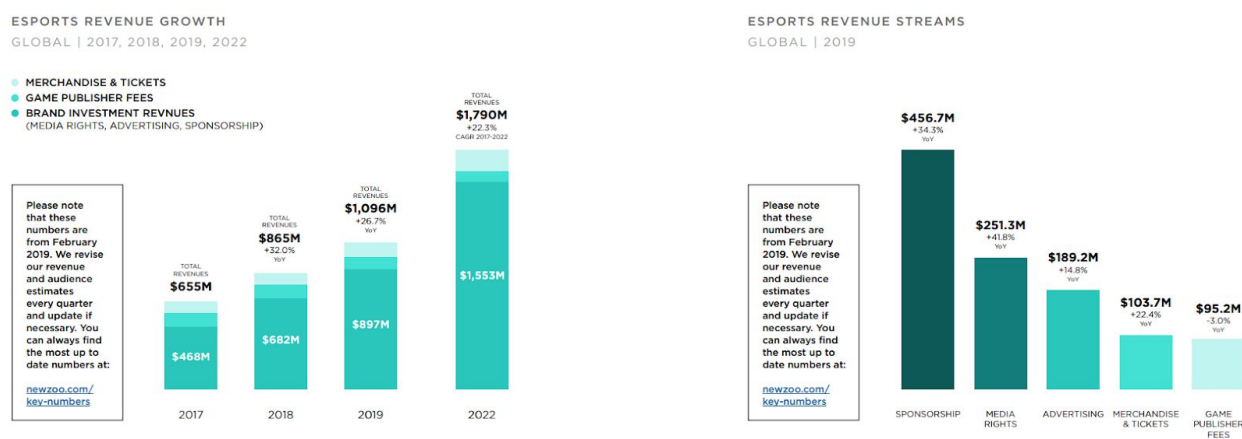 ESPORTS REVENUE GROWTH
GLOBAL | 2017, 2018, 2019, 2022
MERCHANDISE & TICKETS
GAME PUBLISHER FEES
BRAND INVESTMENT REVNUES
(MEDIA RIGHTS, ADVERTISING, SPONSORSHIP)
Please note
that these
numbers are
from February
2019. We revise
our revenue
and audience
estimates
every quarter
and update if
necessary. You
can always find
the most up to
date numbers at:
newzoo.com/
key-numbers
TOTAL
REVENUES
$655M
$468M
2017
TOTAL
REVENUES
$865M
+32.0%
YoY
$682M
2018
TOTAL
REVENUES
$1,096M
+26.7%
YoY
$897M
2019
TOTAL
REVENUES
$1,790M
+22.3%
CAGR 2017-2022
$1,553M
2022
ESPORTS REVENUE STREAMS
GLOBAL | 2019
Please note
that these
numbers are
from February
2019. We revise
our revenue
and audience
estimates
every quarter
and update if
necessary. You
can always find
the most up to
date numbers at:
newzoo.com/
key-numbers
$456.7M
+34.3%
YoY
SPONSORSHIP
$251.3M
+41.8%
YoY
MEDIA
RIGHTS
$189.2M
+14.8%
YoY
ADVERTISING
$103.7M
+22.4%
YoY
MERCHANDISE
& TICKETS
$95.2M
-3.0%
YoY
GAME
PUBLISHER
FEES